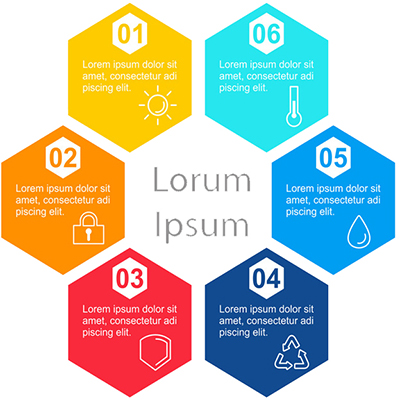 01
Lorem ipsum dolor sit
amet, consectetur adi
piscing elit.
06
Lorem ipsum dolor sit
amet, consectetur adi
piscing elit.
02
Lorem ipsum dolor sit
amet, consectetur adi
piscing elit.
Lorum
Ipsum
05
Lorem ipsum dolor sit
amet, consectetur adi
piscing elit.
03
Lorem ipsum dolor sit
amet, consectetur adi
piscing elit.
04
Lorem ipsum dolor sit
amet, consectetur adi
piscing elit.